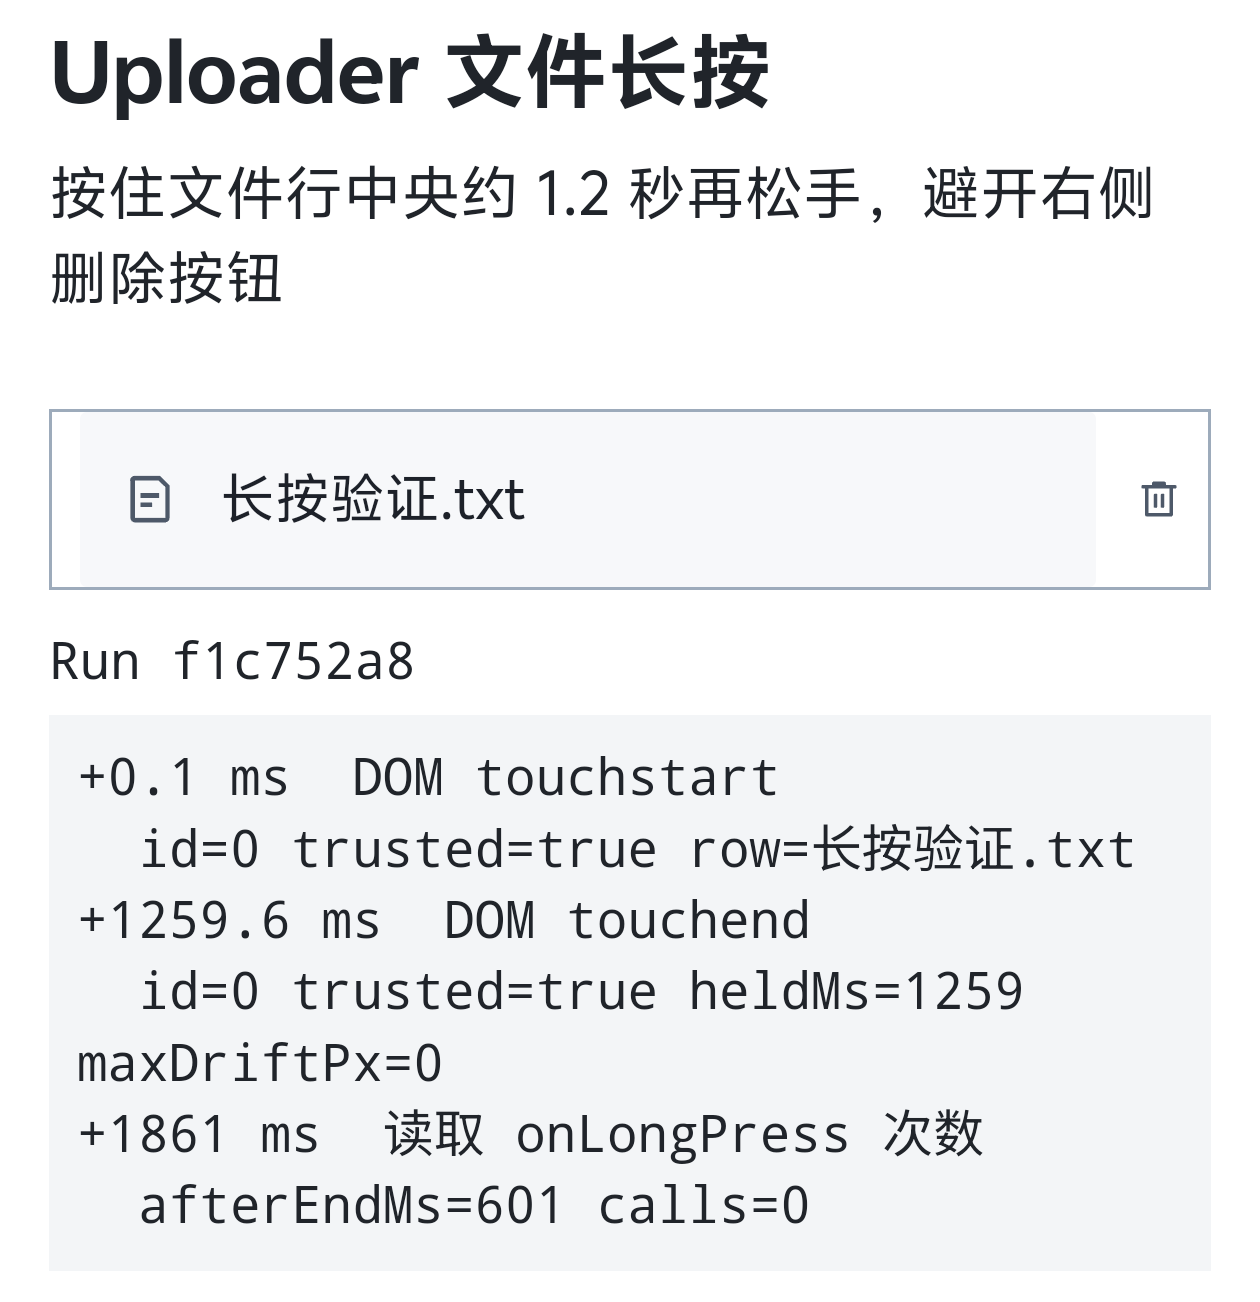 Uploader 文件长按
按住文件行中央约 1.2 秒再松手，避开右侧
删除按钮
长按验证.txt
Run f1c752a8
+0.1 ms  DOM touchstart
  id=0 trusted=true row=长按验证.txt
+1259.6 ms  DOM touchend
  id=0 trusted=true heldMs=1259
maxDriftPx=0
+1861 ms  读取 onLongPress 次数
  afterEndMs=601 calls=0